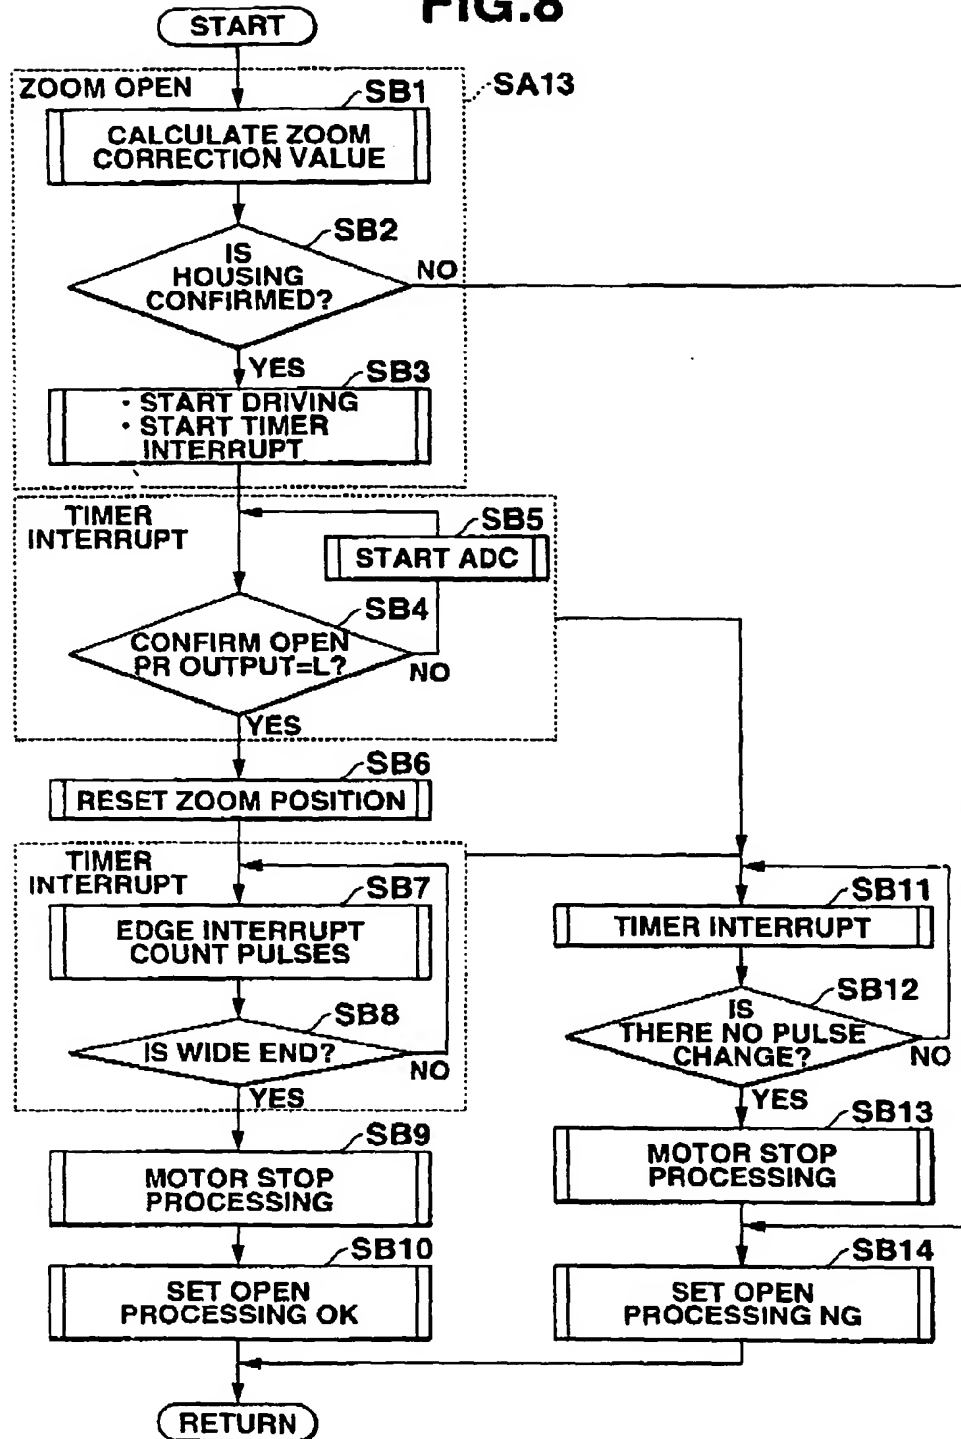 FIG.8
START
ZOOM OPEN
SA13
SB1
CALCULATE ZOOM
CORRECTION VALUE
SB2
IS
HOUSING
CONFIRMED?
NO
YES
SB3
· START DRIVING
· START TIMER
INTERRUPT
TIMER
INTERRUPT
SB5
START ADC
SB4
CONFIRM OPEN
PR OUTPUT=L?
NO
YES
SB6
RESET ZOOM POSITION
TIMER
INTERRUPT
SB7
EDGE INTERRUPT
COUNT PULSES
SB8
IS WIDE END?
NO
YES
SB9
MOTOR STOP
PROCESSING
SB10
SET OPEN
PROCESSING OK
SB11
TIMER INTERRUPT
SB12
IS
THERE NO PULSE
CHANGE?
NO
YES
SB13
MOTOR STOP
PROCESSING
SB14
SET OPEN
PROCESSING NG
RETURN